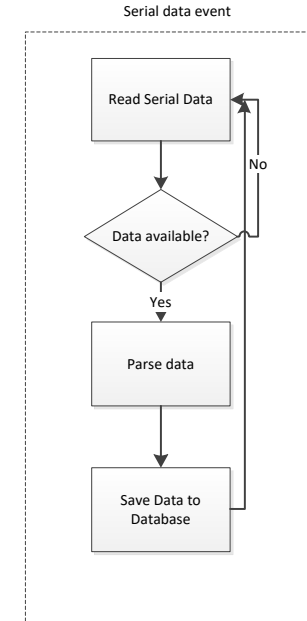 Serial data event
Read Serial Data
No
Data available?
Yes
Parse data
Save Data to
Database